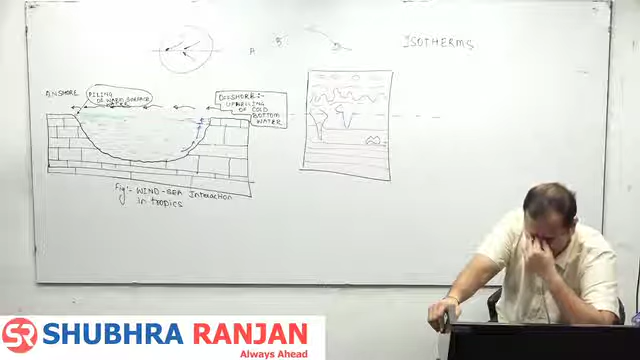 ISOTHERMS
A
B
ONSHORE
PILING
OF WARM SURFACE
WATER
OFFSHORE:-
UPWELLING
OF COLD
BOTTOM
WATER
Fig:- WIND-SEA Interaction
in tropics
SR SHUBHRA RANJAN
Always Ahead